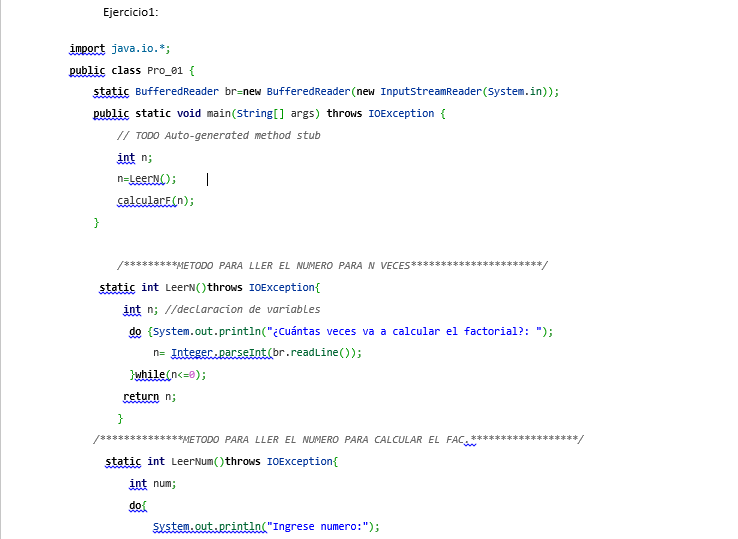 Ejercicio1:
import java.io.*;
public class Pro_01 {
static BufferedReader br=new BufferedReader(new InputStreamReader(System.in));
public static void main(String[] args) throws IOException {
// TODO Auto-generated method stub
int n;
n=LeerN();
calcularF(n);
}
/*********METODO PARA LLER EL NUMERO PARA N VECES**********************/
static int LeerN()throws IOException{
int n; //declaracion de variables
do {System.out.println("¿Cuántas veces va a calcular el factorial?: ");
n= Integer.parseInt(br.readLine());
}while(n<=0);
return n;
}
/**************METODO PARA LLER EL NUMERO PARA CALCULAR EL FAC.******************/
static int LeerNum()throws IOException{
int num;
do{
System.out.println("Ingrese numero:");